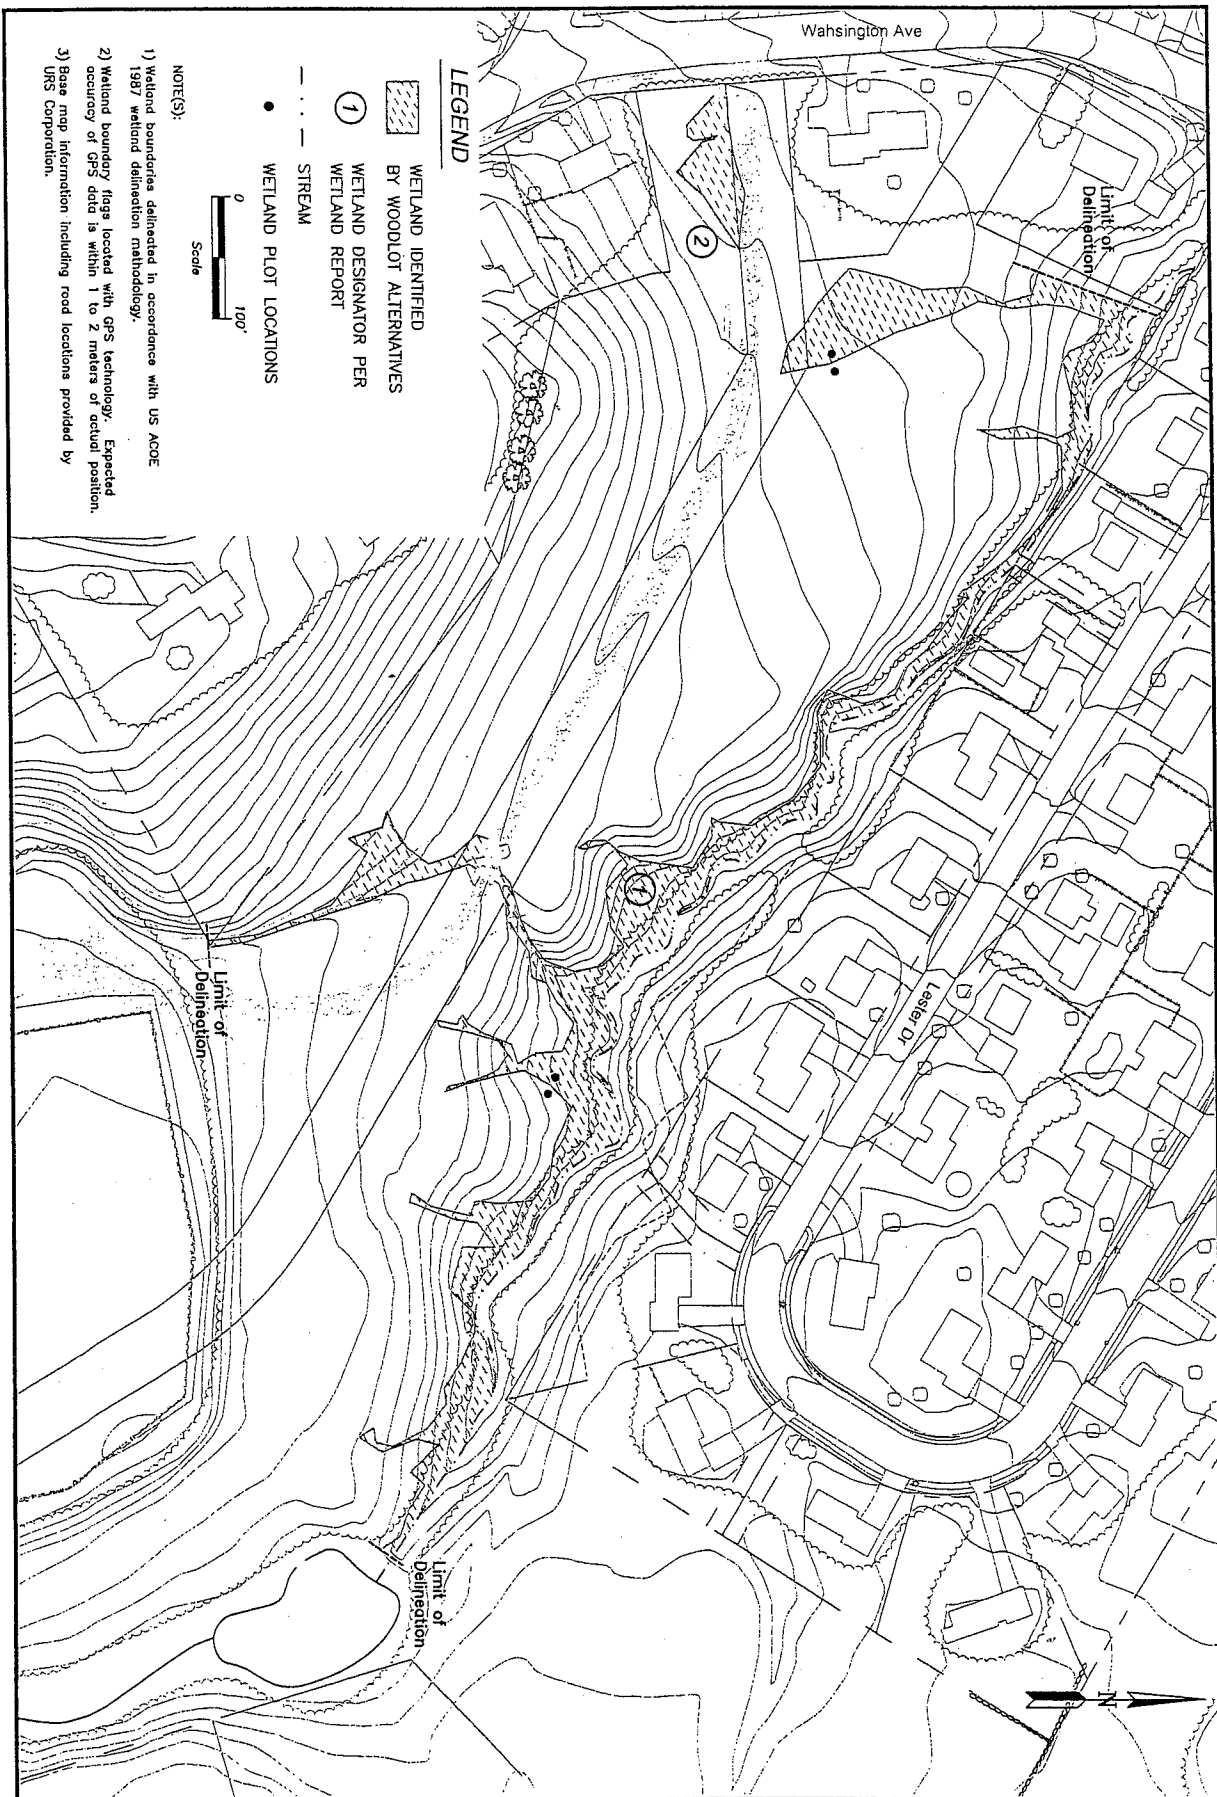 Wahsington Ave
Limit of
Delineation
2
1
Lester Dr
Limit of
Delineation
Limit of
Delineation
N
LEGEND
WETLAND IDENTIFIED
BY WOODLOT ALTERNATIVES
1
WETLAND DESIGNATOR PER
WETLAND REPORT
STREAM
WETLAND PLOT LOCATIONS
0
100'
Scale
NOTE(S):
1) Wetland boundaries delineated in accordance with US ACOE
1987 wetland delineation methodology.
2) Wetland boundary flags located with GPS technology. Expected
accuracy of GPS data is within 1 to 2 meters of actual position.
3) Base map information including road locations provided by
URS Corporation.